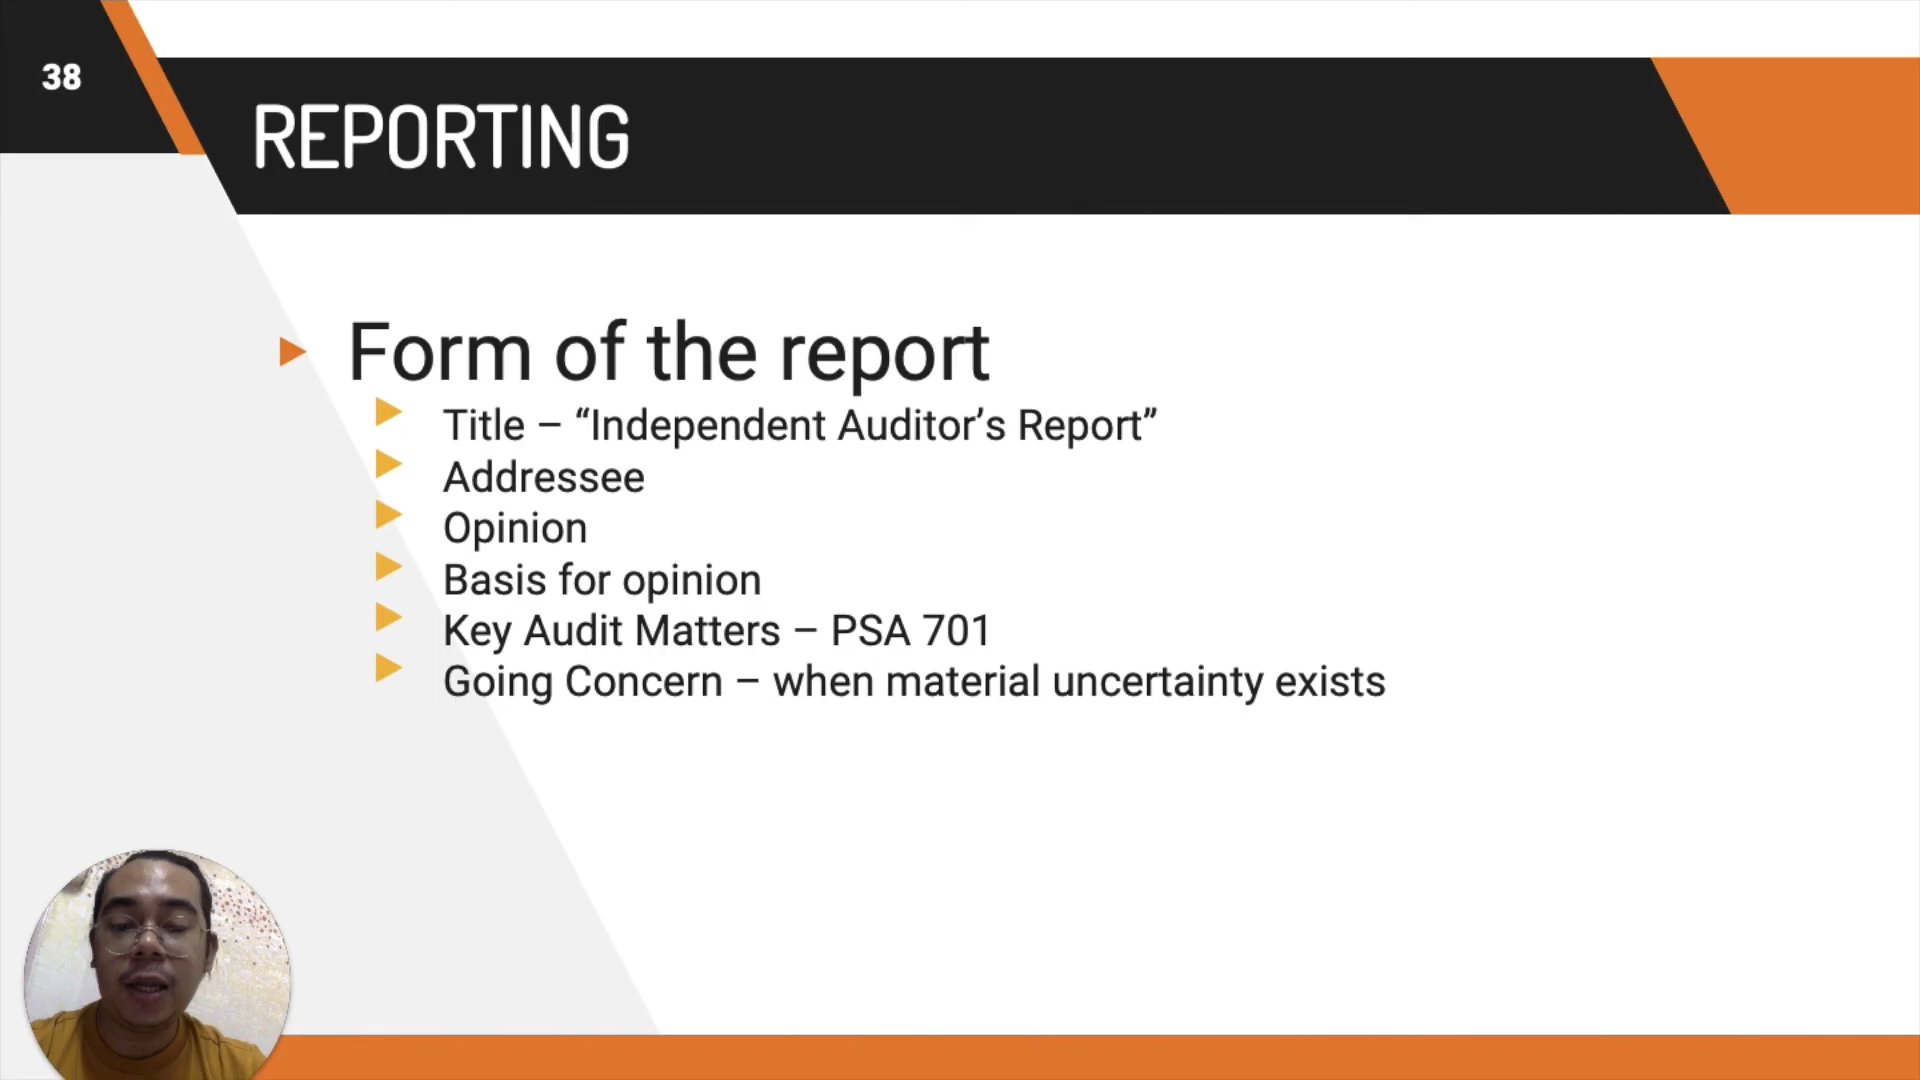 38
REPORTING
Form of the report
Title – “Independent Auditor’s Report”
Addressee
Opinion
Basis for opinion
Key Audit Matters – PSA 701
Going Concern – when material uncertainty exists